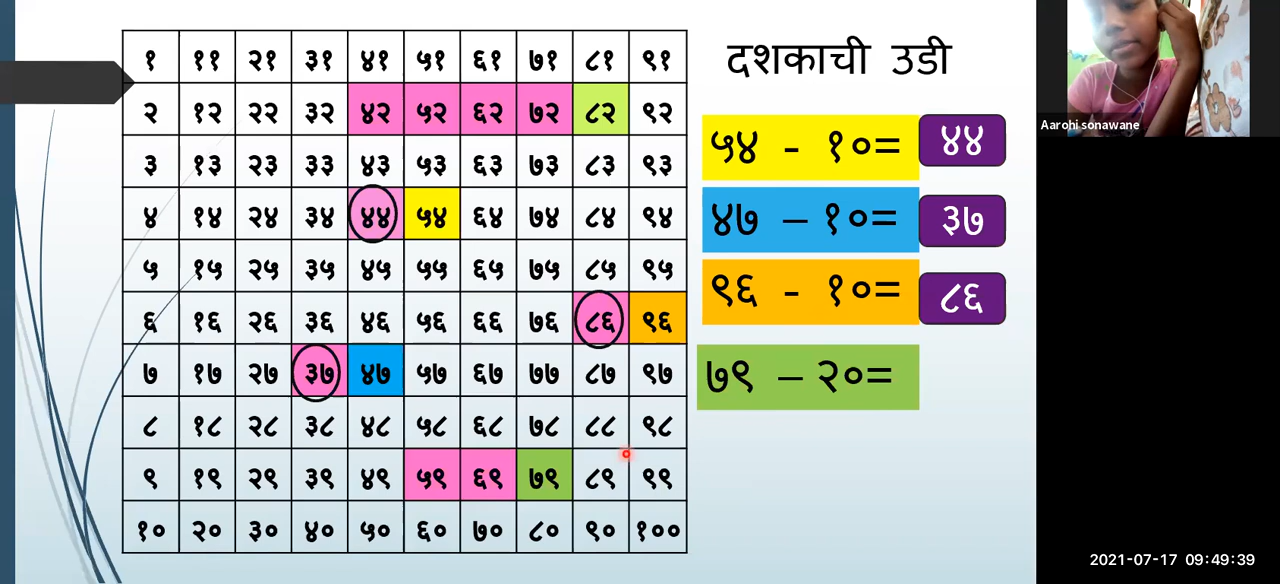 १ ११ २१ ३१ ४१ ५१ ६१ ७१ ८१ ९१
२ १२ २२ ३२ ४२ ५२ ६२ ७२ ८२ ९२
३ १३ २३ ३३ ४३ ५३ ६३ ७३ ८३ ९३
४ १४ २४ ३४ ४४ ५४ ६४ ७४ ८४ ९४
५ १५ २५ ३५ ४५ ५५ ६५ ७५ ८५ ९५
६ १६ २६ ३६ ४६ ५६ ६६ ७६ ८६ ९६
७ १७ २७ ३७ ४७ ५७ ६७ ७७ ८७ ९७
८ १८ २८ ३८ ४८ ५८ ६८ ७८ ८८ ९८
९ १९ २९ ३९ ४९ ५९ ६९ ७९ ८९ ९९
१० २० ३० ४० ५० ६० ७० ८० ९० १००
दशकाची उडी
५४ - १०= ४४
४७ – १०= ३७
९६ - १०= ८६
७९ – २०=
Aarohi sonawane
2021-07-17 09:49:39